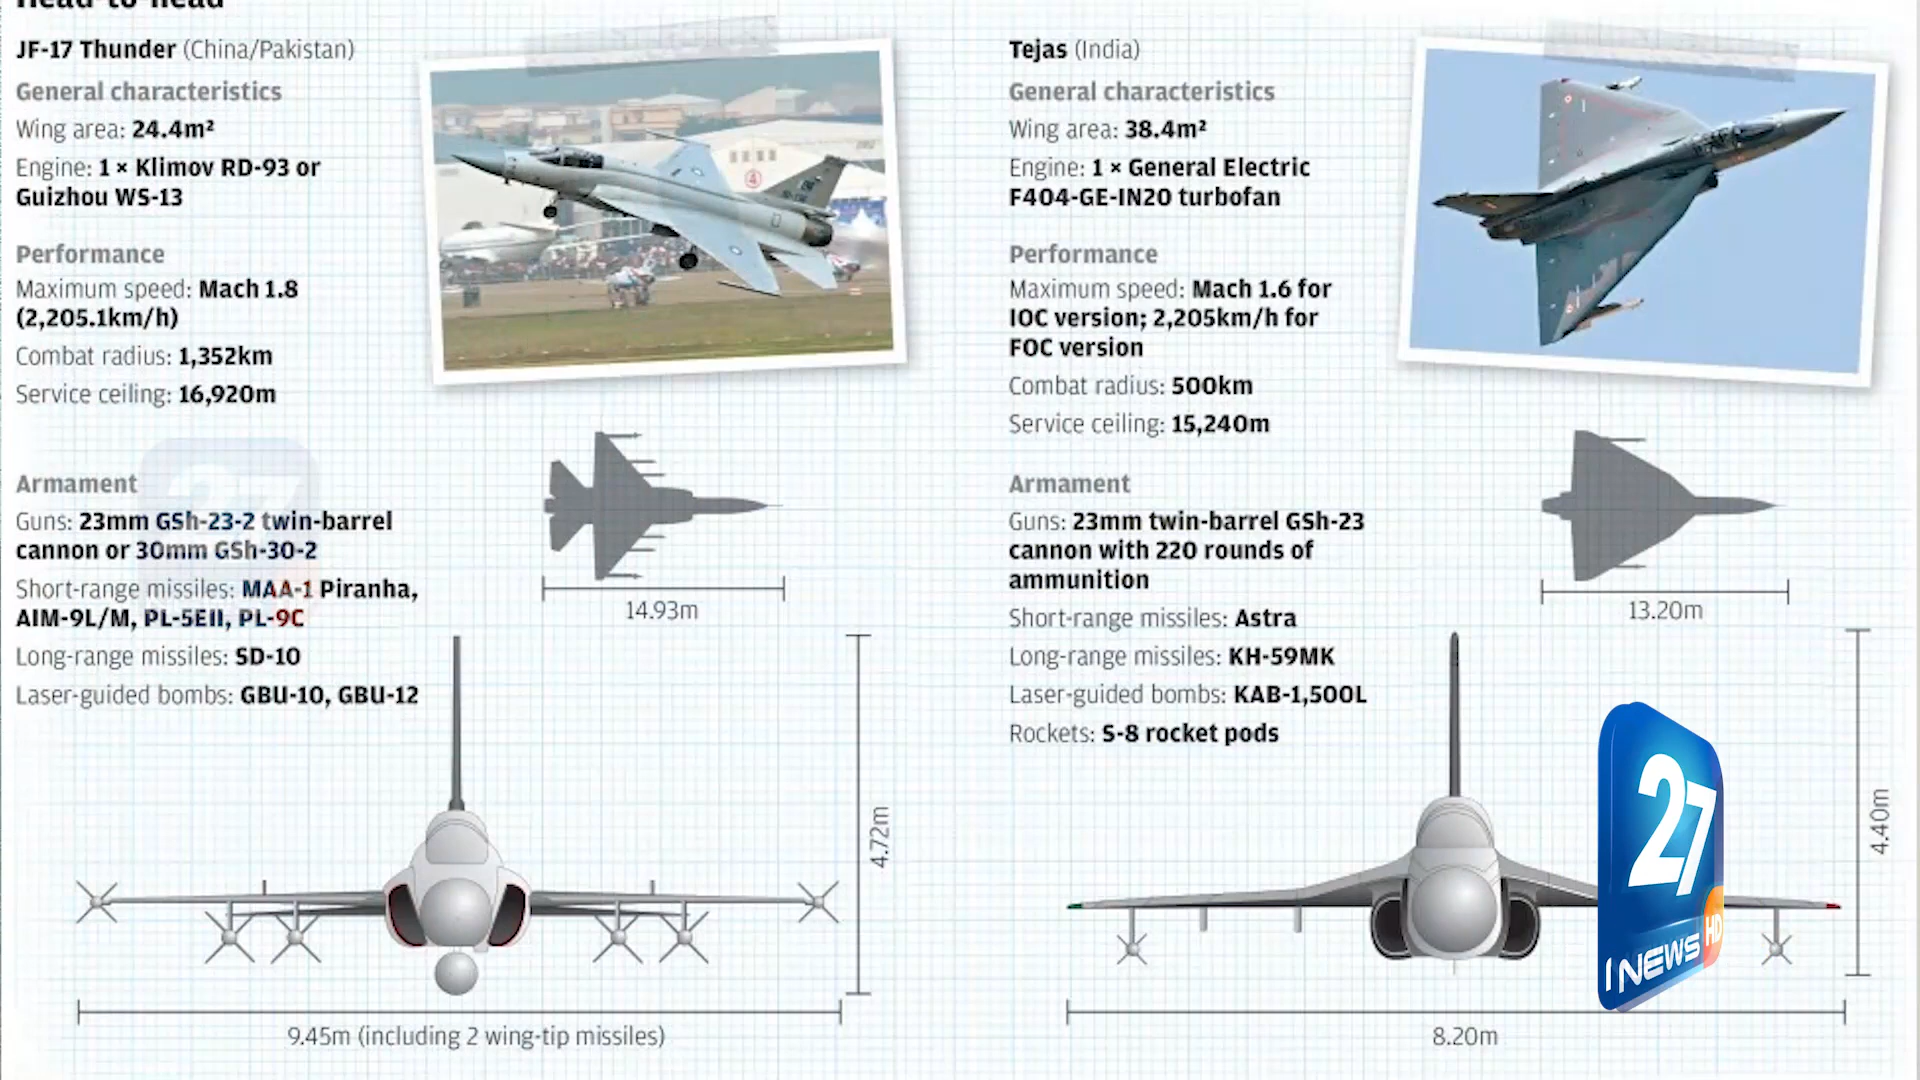 Head-to-head
JF-17 Thunder (China/Pakistan)
General characteristics
Wing area: 24.4m²
Engine: 1 × Klimov RD-93 or
Guizhou WS-13
Performance
Maximum speed: Mach 1.8
(2,205.1km/h)
Combat radius: 1,352km
Service ceiling: 16,920m
Armament
Guns: 23mm GSh-23-2 twin-barrel
cannon or 30mm GSh-30-2
Short-range missiles: MAA-1 Piranha,
AIM-9L/M, PL-5EII, PL-9C
Long-range missiles: SD-10
Laser-guided bombs: GBU-10, GBU-12
4
14.93m
4.72m
9.45m (including 2 wing-tip missiles)
Tejas (India)
General characteristics
Wing area: 38.4m²
Engine: 1 × General Electric
F404-GE-IN20 turbofan
Performance
Maximum speed: Mach 1.6 for
IOC version; 2,205km/h for
FOC version
Combat radius: 500km
Service ceiling: 15,240m
Armament
Guns: 23mm twin-barrel GSh-23
cannon with 220 rounds of
ammunition
Short-range missiles: Astra
Long-range missiles: KH-59MK
Laser-guided bombs: KAB-1,500L
Rockets: S-8 rocket pods
13.20m
4.40m
8.20m
27
HD
NEWS
27